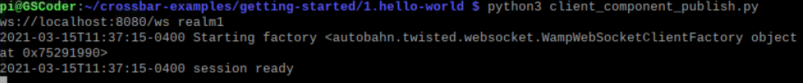 pi@GSCoder:~/crossbar-examples/getting-started/1.hello-world $ python3 client_component_publish.py
ws://localhost:8080/ws realm1
2021-03-15T11:37:15-0400 Starting factory <autobahn.twisted.websocket.WampWebSocketClientFactory object
at 0x75291990>
2021-03-15T11:37:15-0400 session ready